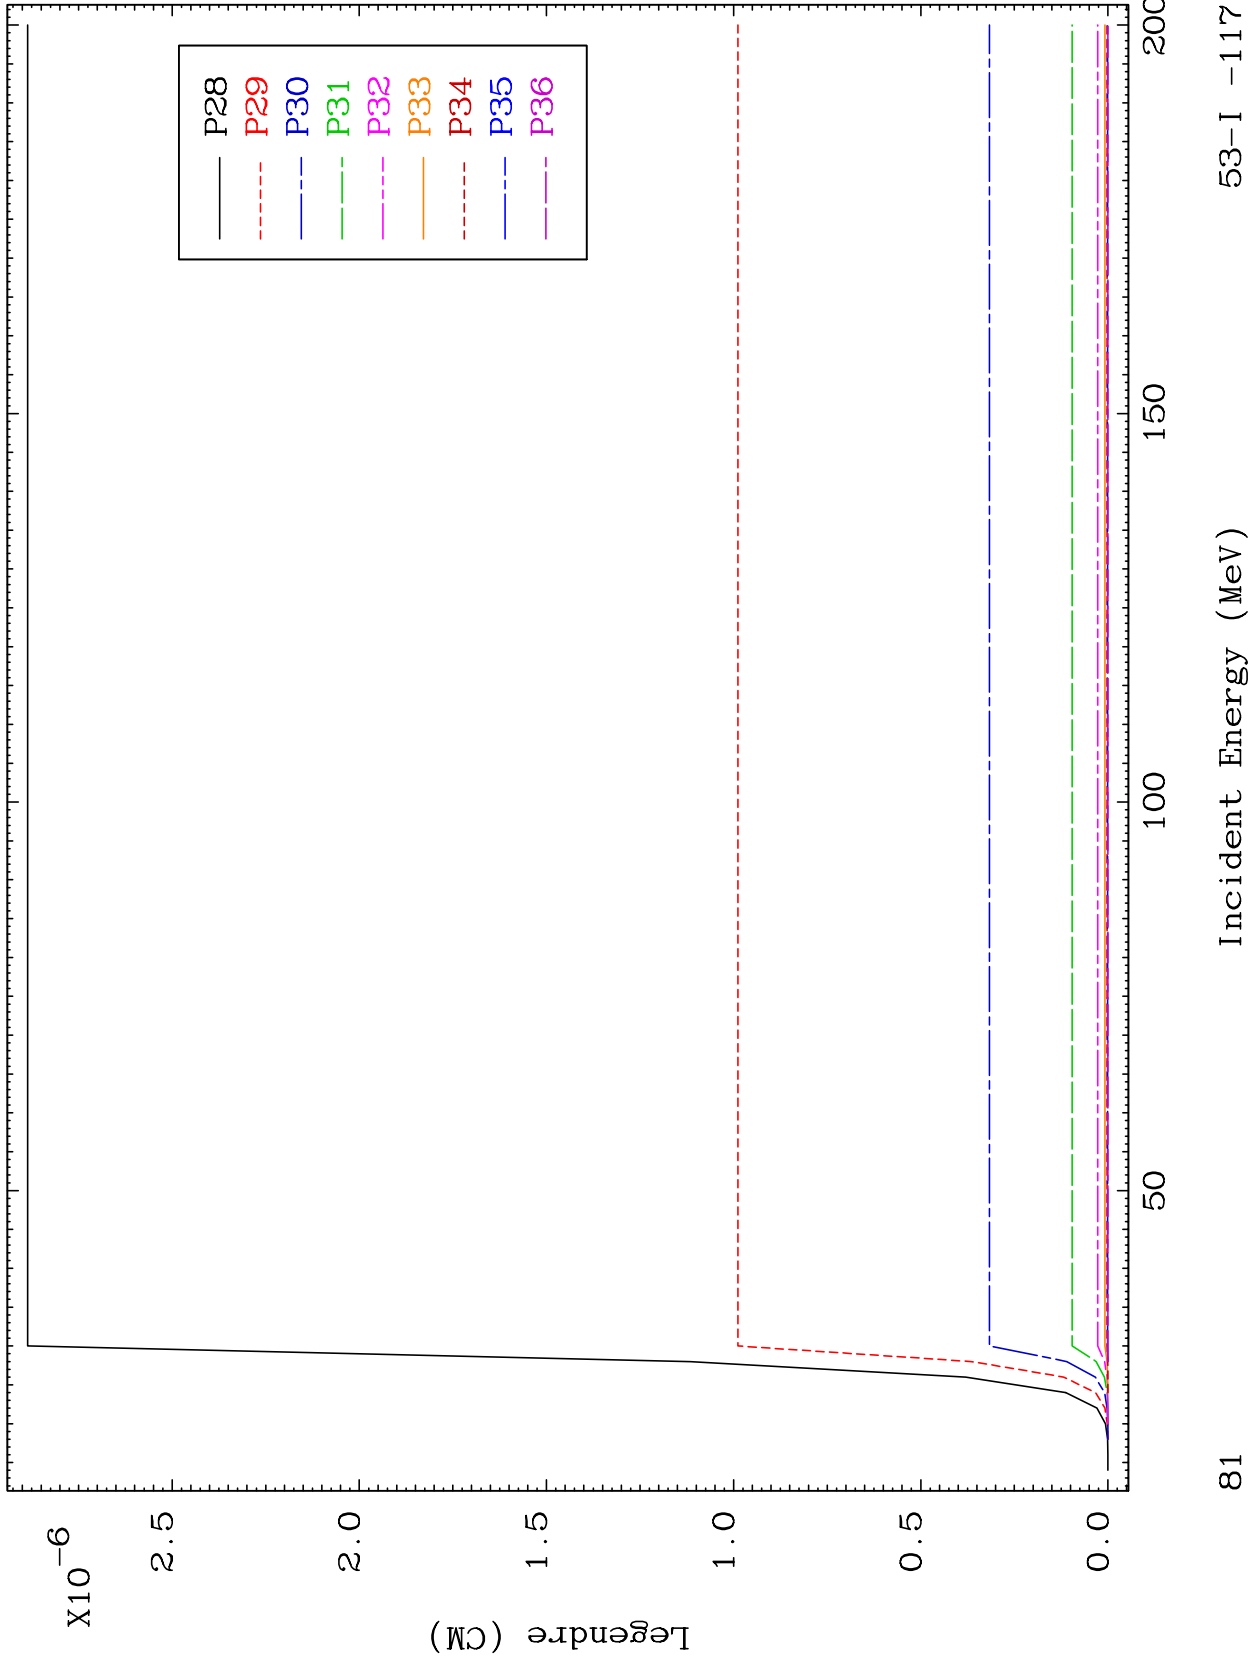 X10-6
2.5
2.0
1.5
1.0
0.5
0.0
Legendre (CM)
P28
P29
P30
P31
P32
P33
P34
P35
P36
50
100
150
200
81
Incident Energy (MeV)
53-I -117